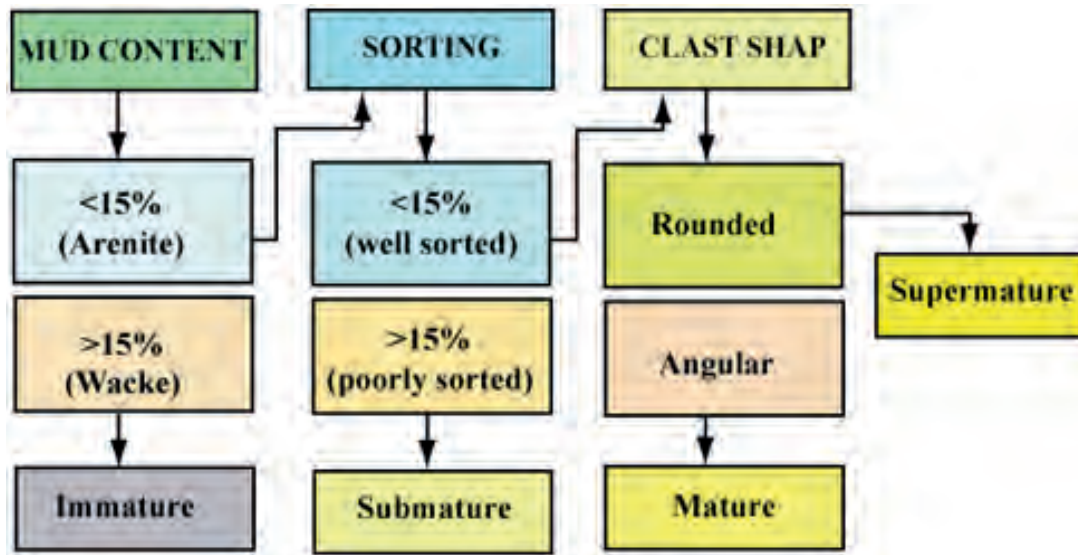 MUD CONTENT
SORTING
CLAST SHAP
<15%
(Arenite)
<15%
(well sorted)
Rounded
Supermature
>15%
(Wacke)
>15%
(poorly sorted)
Angular
Immature
Submature
Mature